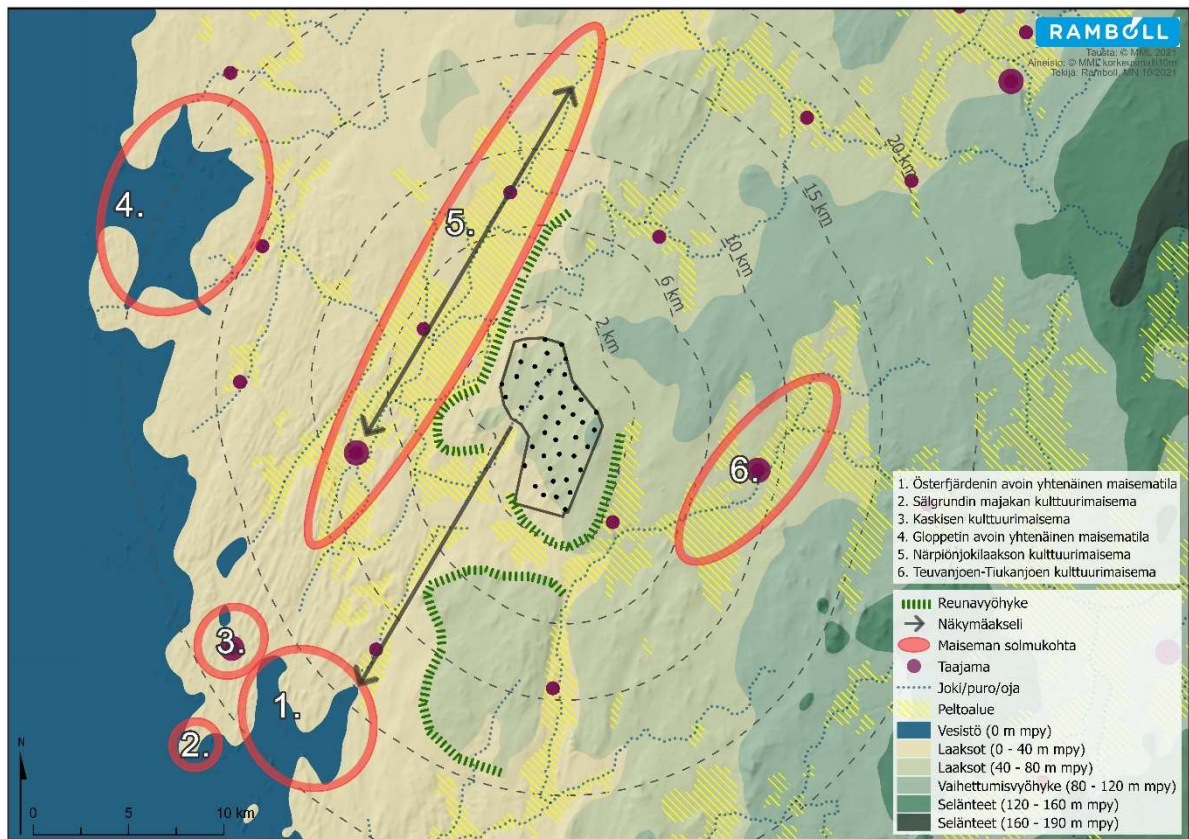 RAMBOLL
Tausta: © MML 2021
Aineisto: © MML korkeusmalli10m
Tekijä: Ramboll, MN 10/2021
20 km
15 km
10 km
6 km
2 km
4.
5.
6.
3.
1.
2.
1. Österfjärdenin avoin yhtenäinen maisematila
2. Sälgrundin majakan kulttuurimaisema
3. Kaskisen kulttuurimaisema
4. Gloppetin avoin yhtenäinen maisematila
5. Närpiönjokilaakson kulttuurimaisema
6. Teuvanjoen-Tiukanjoen kulttuurimaisema
Reunavyöhyke
Näkymäakseli
Maiseman solmukohta
Taajama
Joki/puro/oja
Peltoalue
Vesistö (0 m mpy)
Laaksot (0 - 40 m mpy)
Laaksot (40 - 80 m mpy)
Vaihettumisvyöhyke (80 - 120 m mpy)
Selänteet (120 - 160 m mpy)
Selänteet (160 - 190 m mpy)
N
0 10 km